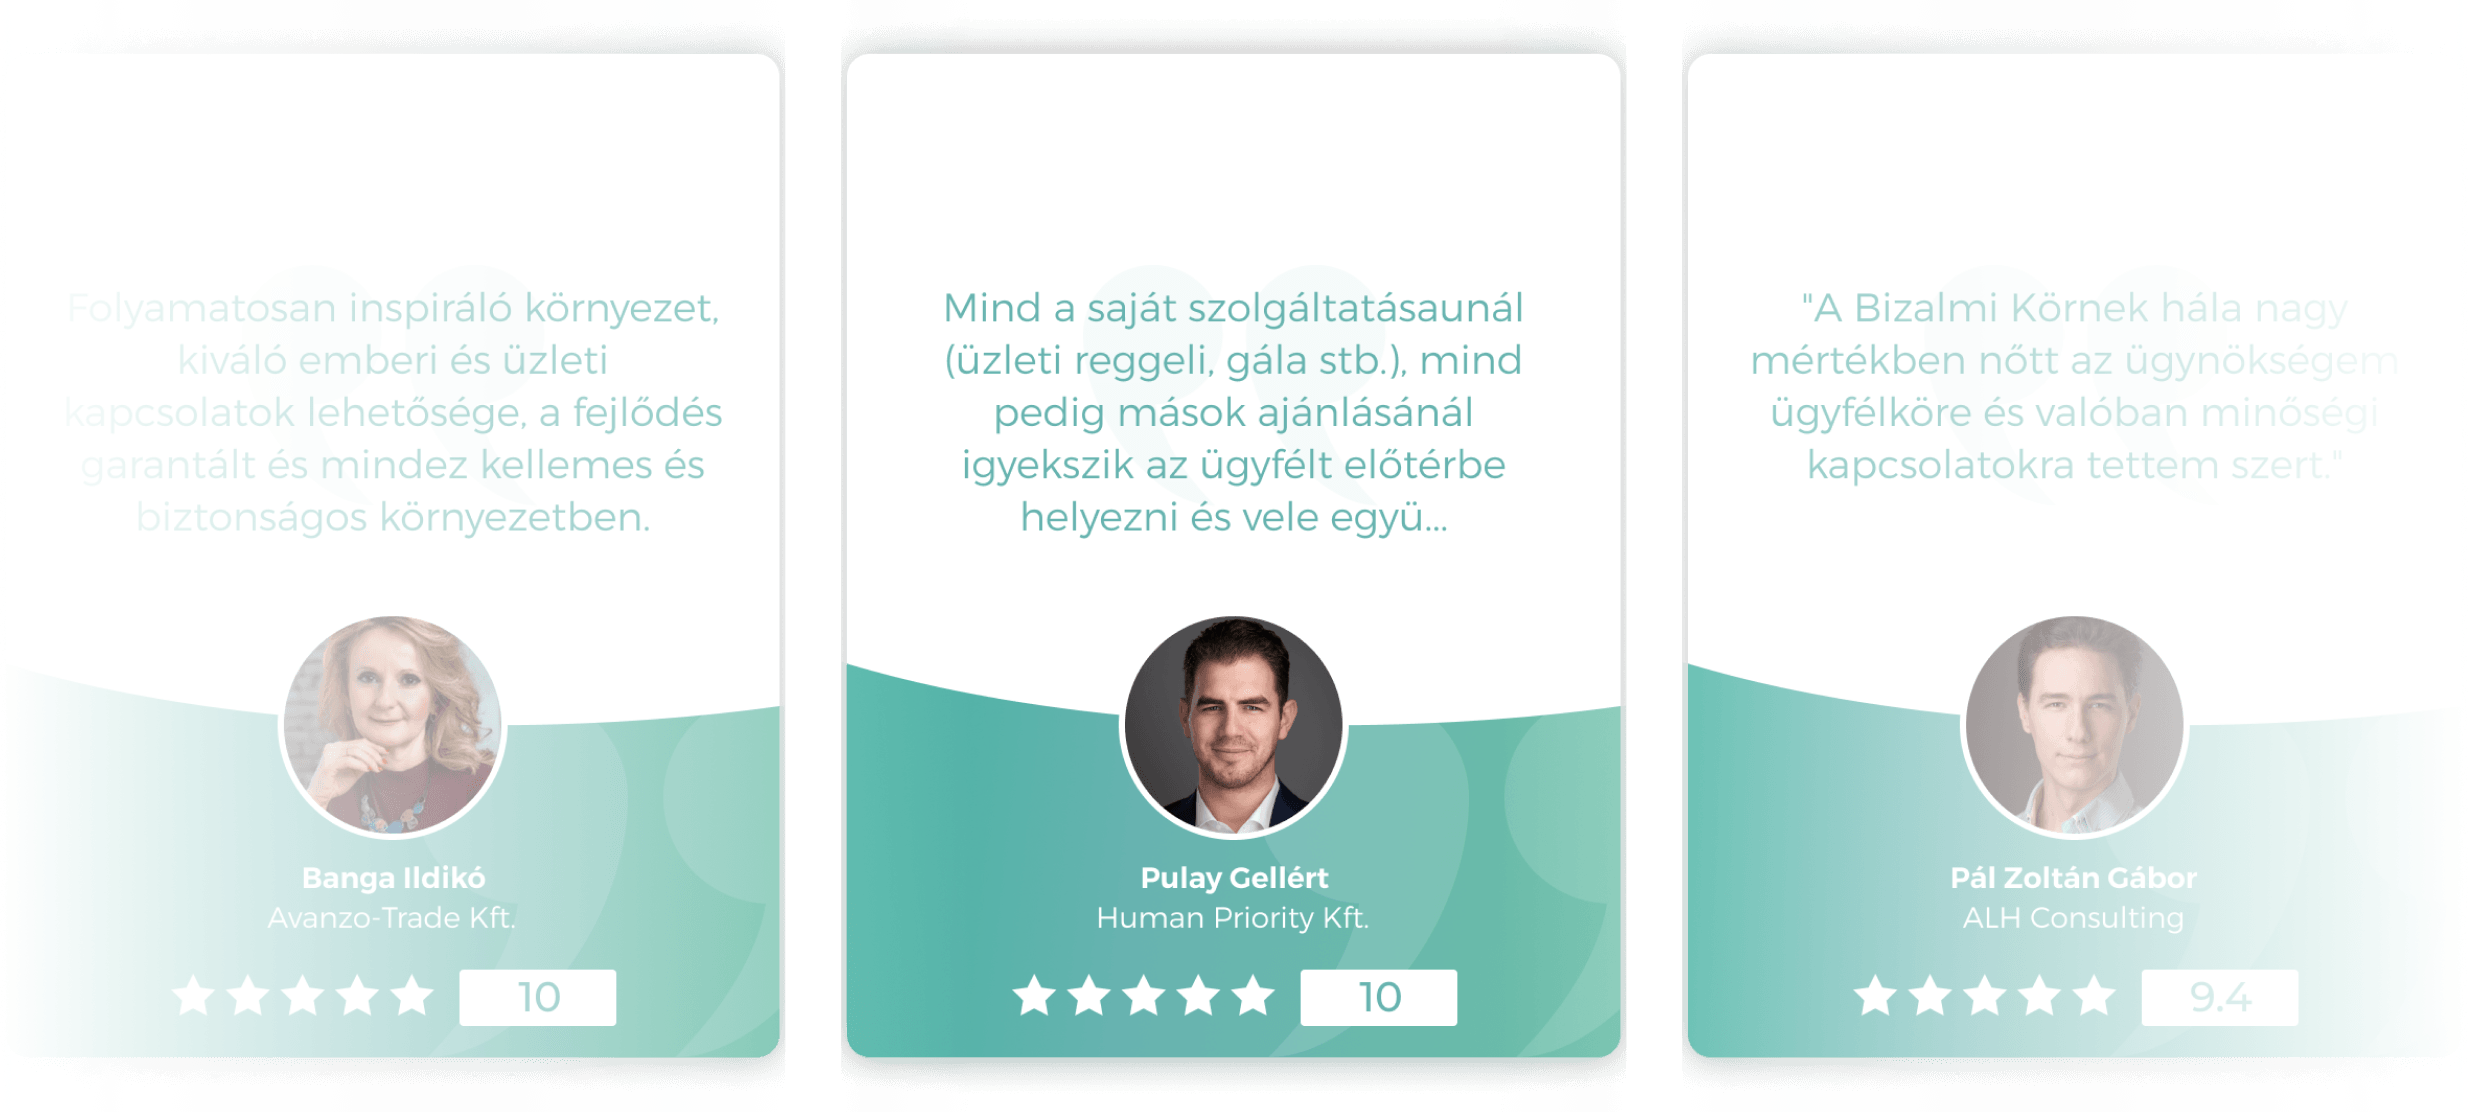 Folyamatosan inspiráló környezet,
kiváló emberi és üzleti
kapcsolatok lehetősége, a fejlődés
garantált és mindez kellemes és
biztonságos környezetben.
Banga Ildikó
Avanzo-Trade Kft.
10
Mind a saját szolgáltatásaunál
(üzleti reggeli, gála stb.), mind
pedig mások ajánlásánál
igyekszik az ügyfélt előtérbe
helyezni és vele együ...
Pulay Gellért
Human Priority Kft.
10
"A Bizalmi Körnek hála nagy
mértékben nőtt az ügynökségem
ügyfélköre és valóban minőségi
kapcsolatokra tettem szert."
Pál Zoltán Gábor
ALH Consulting
9.4